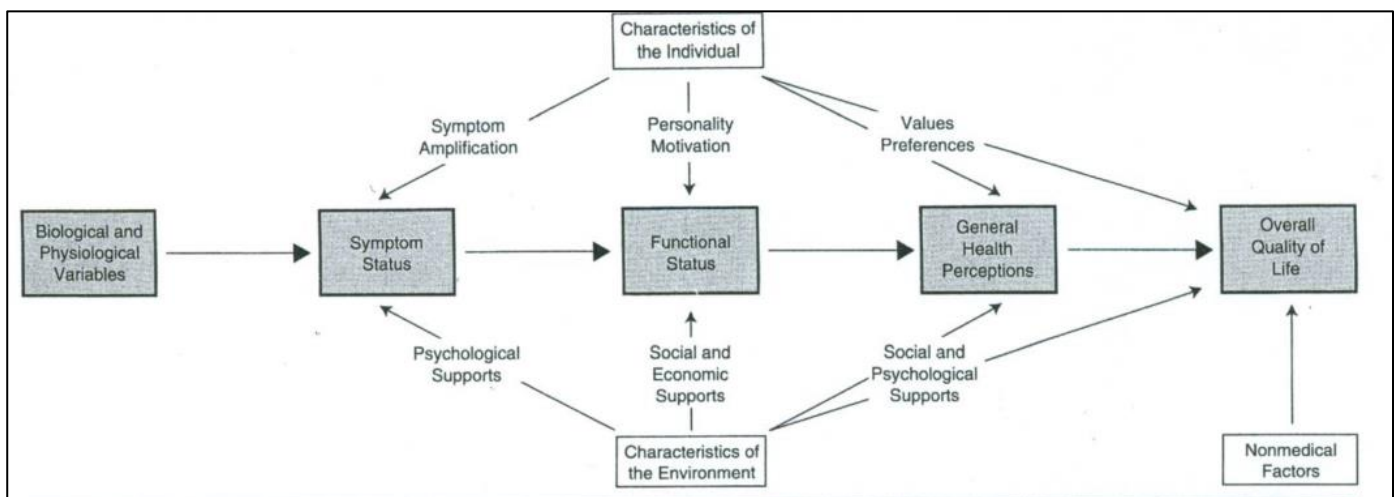 Characteristics of
the Individual
Symptom
Amplification
Personality
Motivation
Values
Preferences
Biological and
Physiological
Variables
Symptom
Status
Functional
Status
General
Health
Perceptions
Overall
Quality of
Life
Psychological
Supports
Social and
Economic
Supports
Social and
Psychological
Supports
Characteristics of
the Environment
Nonmedical
Factors